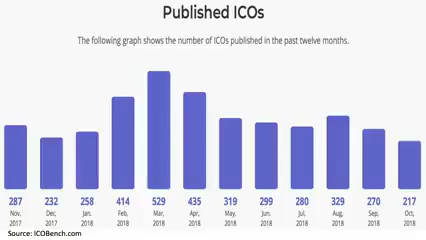 Published ICOs
The following graph shows the number of ICOs published in the past twelve months.
287 232 258 414 529 435 319 299 280 329 270 217
Nov, Dec, Jan, Feb, Mar, Apr, May, Jun, Jul, Aug, Sep, Oct,
2017 2017 2018 2018 2018 2018 2018 2018 2018 2018 2018 2018
Source: ICOBench.com